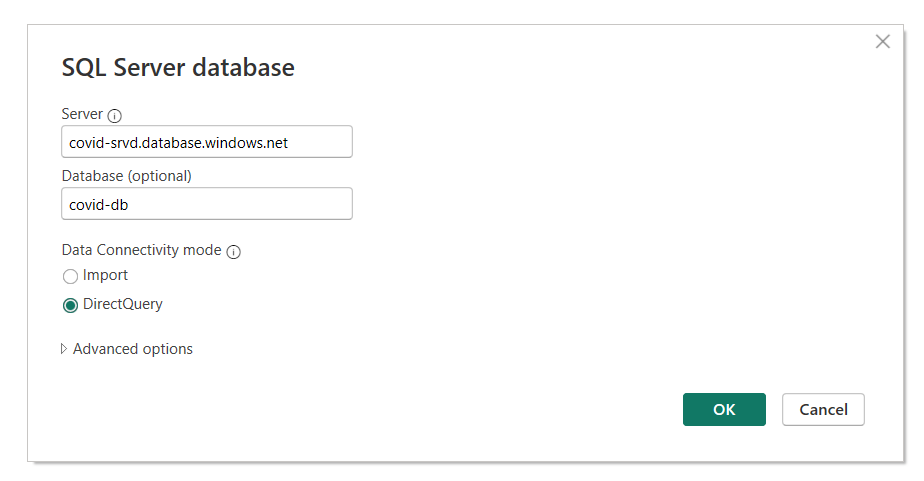 SQL Server database
Server
covid-srvd.database.windows.net
Database (optional)
covid-db
Data Connectivity mode
Import
DirectQuery
Advanced options
OK Cancel